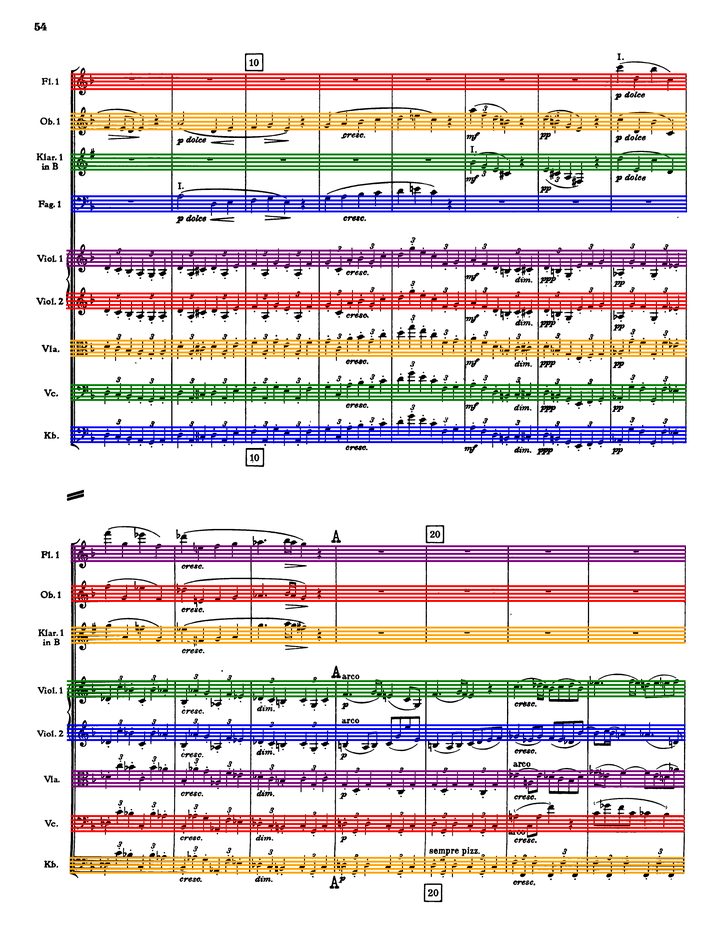 54
10
I.
Fl. 1
p dolce
Ob. 1
p dolce
cresc.
mf
pp
p dolce
I.
Klar. 1
in B
mf
pp
p dolce
I.
Fag. 1
p dolce
cresc.
Viol. 1
cresc.
mf
dim.
ppp
pp
Viol. 2
cresc.
mf
dim.
ppp
pp
Vla.
cresc.
mf
dim.
ppp
pp
Vc.
cresc.
mf
dim.
ppp
pp
Kb.
cresc.
mf
dim.
ppp
pp
10
A
20
Fl. 1
cresc.
Ob. 1
cresc.
Klar. 1
in B
cresc.
A
arco
Viol. 1
cresc.
dim.
p
cresc.
arco
Viol. 2
cresc.
dim.
p
cresc.
arco
Vla.
cresc.
dim.
p
cresc.
Vc.
cresc.
dim.
p
arco
cresc.
sempre pizz.
Kb.
cresc.
dim.
p
cresc.
A
20